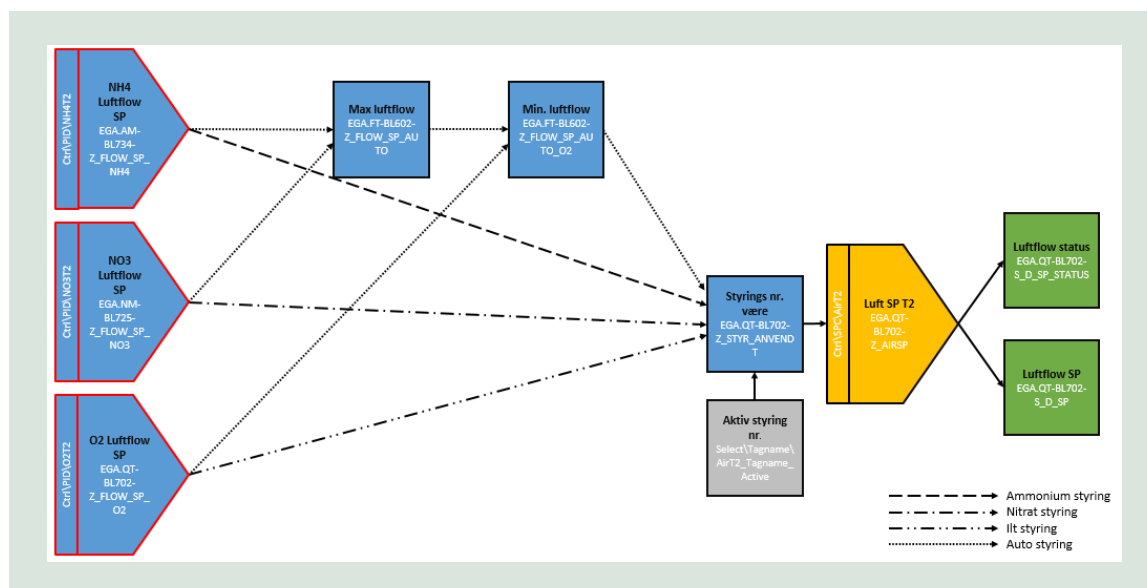 Ctrl\PID\NH4T2
NH4
Luftflow
SP
EGA.AM-
BL734-
Z_FLOW_SP_
NH4
Max luftflow
EGA.FT-BL602-
Z_FLOW_SP_AU
TO
Min. luftflow
EGA.FT-BL602-
Z_FLOW_SP_AU
TO_O2
Ctrl\PID\NO3T2
NO3
Luftflow
SP
EGA.NM-
BL725-
Z_FLOW_SP_
NO3
Styrings nr.
være
EGA.QT-BL702-
Z_STYR_ANVEND
T
Ctrl\SPC\AirT2
Luft SP T2
EGA.QT-
BL702-
Z_AIRSP
Luftflow status
EGA.QT-BL702-
S_D_SP_STATUS
Luftflow SP
EGA.QT-BL702-
S_D_SP
Ctrl\PID\O2T2
O2 Luftflow
SP
EGA.QT-
BL702-
Z_FLOW_SP_
O2
Aktiv styring
nr.
Select\Tagname\
AirT2_Tagname_
Active
Ammonium styring
Nitrat styring
Ilt styring
Auto styring